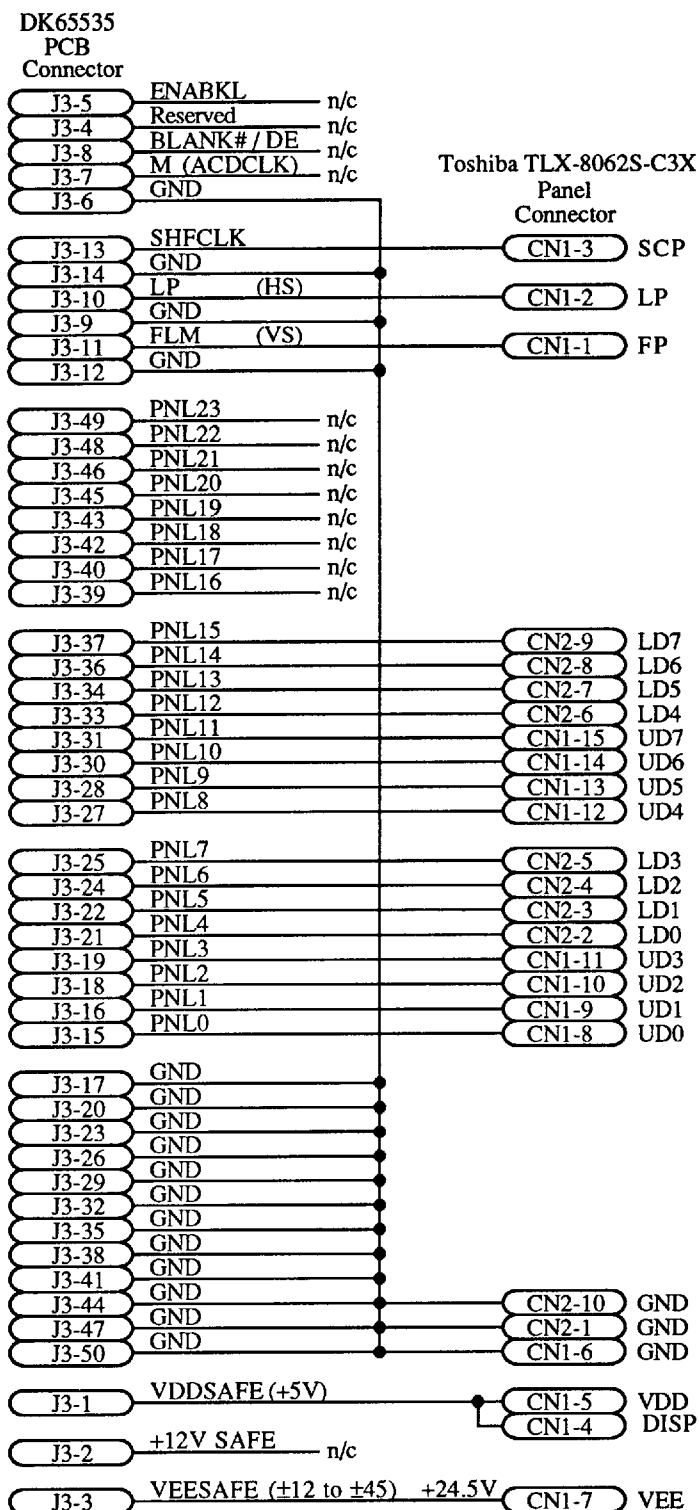 DK65535
PCB
Connector
Toshiba TLX-8062S-C3X
Panel
Connector
J3-5 ENABKL n/c
J3-4 Reserved n/c
J3-8 BLANK# / DE n/c
J3-7 M (ACDCLK) n/c
J3-6 GND
J3-13 SHFCLK CN1-3 SCP
J3-14 GND
J3-10 LP (HS) CN1-2 LP
J3-9 GND
J3-11 FLM (VS) CN1-1 FP
J3-12 GND
J3-49 PNL23 n/c
J3-48 PNL22 n/c
J3-46 PNL21 n/c
J3-45 PNL20 n/c
J3-43 PNL19 n/c
J3-42 PNL18 n/c
J3-40 PNL17 n/c
J3-39 PNL16 n/c
J3-37 PNL15 CN2-9 LD7
J3-36 PNL14 CN2-8 LD6
J3-34 PNL13 CN2-7 LD5
J3-33 PNL12 CN2-6 LD4
J3-31 PNL11 CN1-15 UD7
J3-30 PNL10 CN1-14 UD6
J3-28 PNL9 CN1-13 UD5
J3-27 PNL8 CN1-12 UD4
J3-25 PNL7 CN2-5 LD3
J3-24 PNL6 CN2-4 LD2
J3-22 PNL5 CN2-3 LD1
J3-21 PNL4 CN2-2 LD0
J3-19 PNL3 CN1-11 UD3
J3-18 PNL2 CN1-10 UD2
J3-16 PNL1 CN1-9 UD1
J3-15 PNL0 CN1-8 UD0
J3-17 GND
J3-20 GND
J3-23 GND
J3-26 GND
J3-29 GND
J3-32 GND
J3-35 GND
J3-38 GND
J3-41 GND
J3-44 GND CN2-10 GND
J3-47 GND CN2-1 GND
J3-50 GND CN1-6 GND
J3-1 VDDSAFE (+5V) CN1-5 VDD
CN1-4 DISP
J3-2 +12V SAFE n/c
J3-3 VEESAFE (±12 to ±45) +24.5V CN1-7 VEE